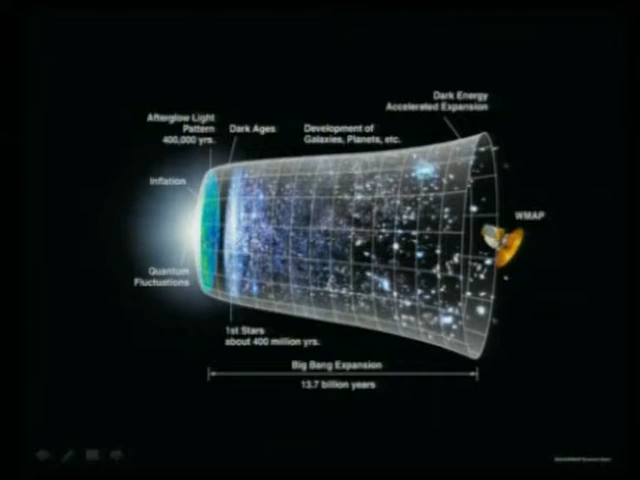 Dark Energy
Accelerated Expansion
Afterglow Light
Pattern
400,000 yrs.
Dark Ages
Development of
Galaxies, Planets, etc.
Inflation
WMAP
Quantum
Fluctuations
1st Stars
about 400 million yrs.
Big Bang Expansion
13.7 billion years